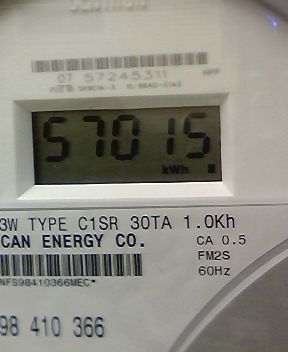 07 57245311
57015
kWh
3W TYPE C1SR 30TA 1.0Kh
CAN ENERGY CO. CA 0.5
FM2S
60Hz
NFS98410366MEC*
98 410 366